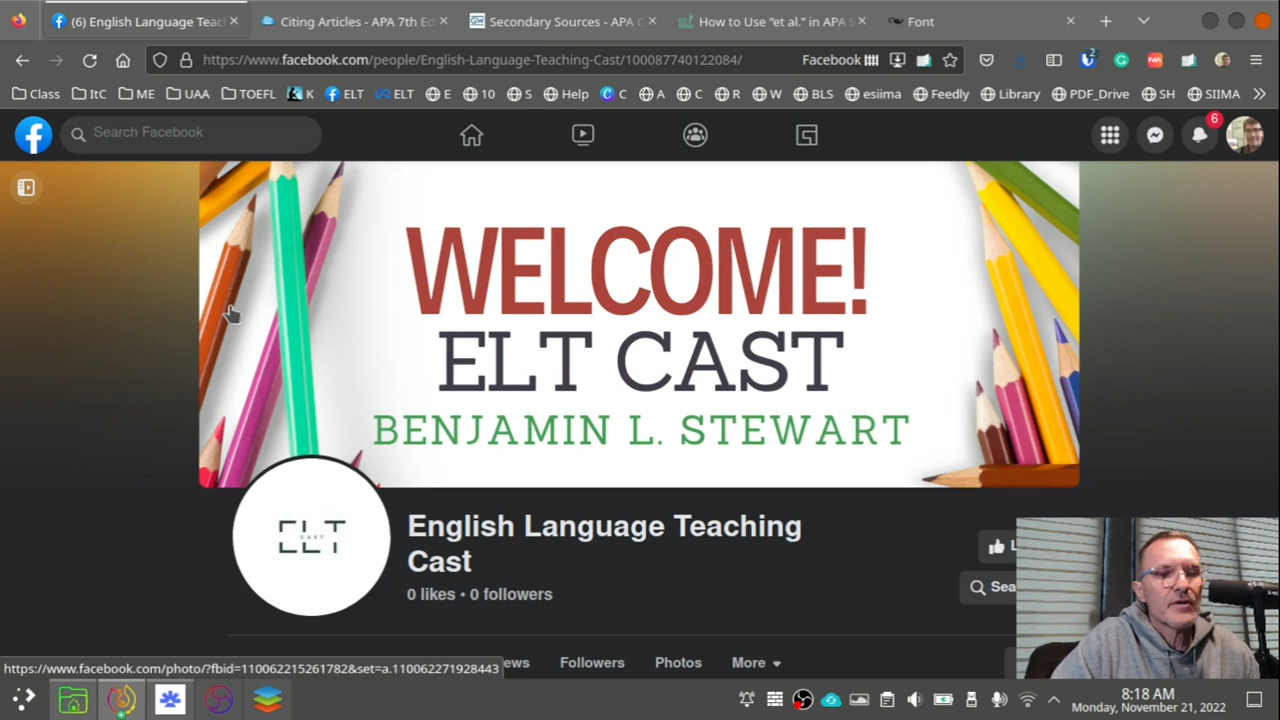 (6) English Language Teac
Citing Articles - APA 7th Ed
Secondary Sources - APA C
How to Use “et al.” in APA S
Font
https://www.facebook.com/people/English-Language-Teaching-Cast/100087740122084/
Facebook
2
Class
ItC
ME
UAA
TOEFL
K
ELT
ELT
E
10
S
Help
C
A
C
R
W
BLS
esiima
Feedly
Library
PDF_Drive
SH
SIIMA
Search Facebook
6
WELCOME!
ELT CAST
BENJAMIN L. STEWART
ELT
CAST
English Language Teaching
Cast
0 likes • 0 followers
Sea
ews
Followers
Photos
More
https://www.facebook.com/photo/?fbid=110062215261782&set=a.110062271928443
8:18 AM
Monday, November 21, 2022